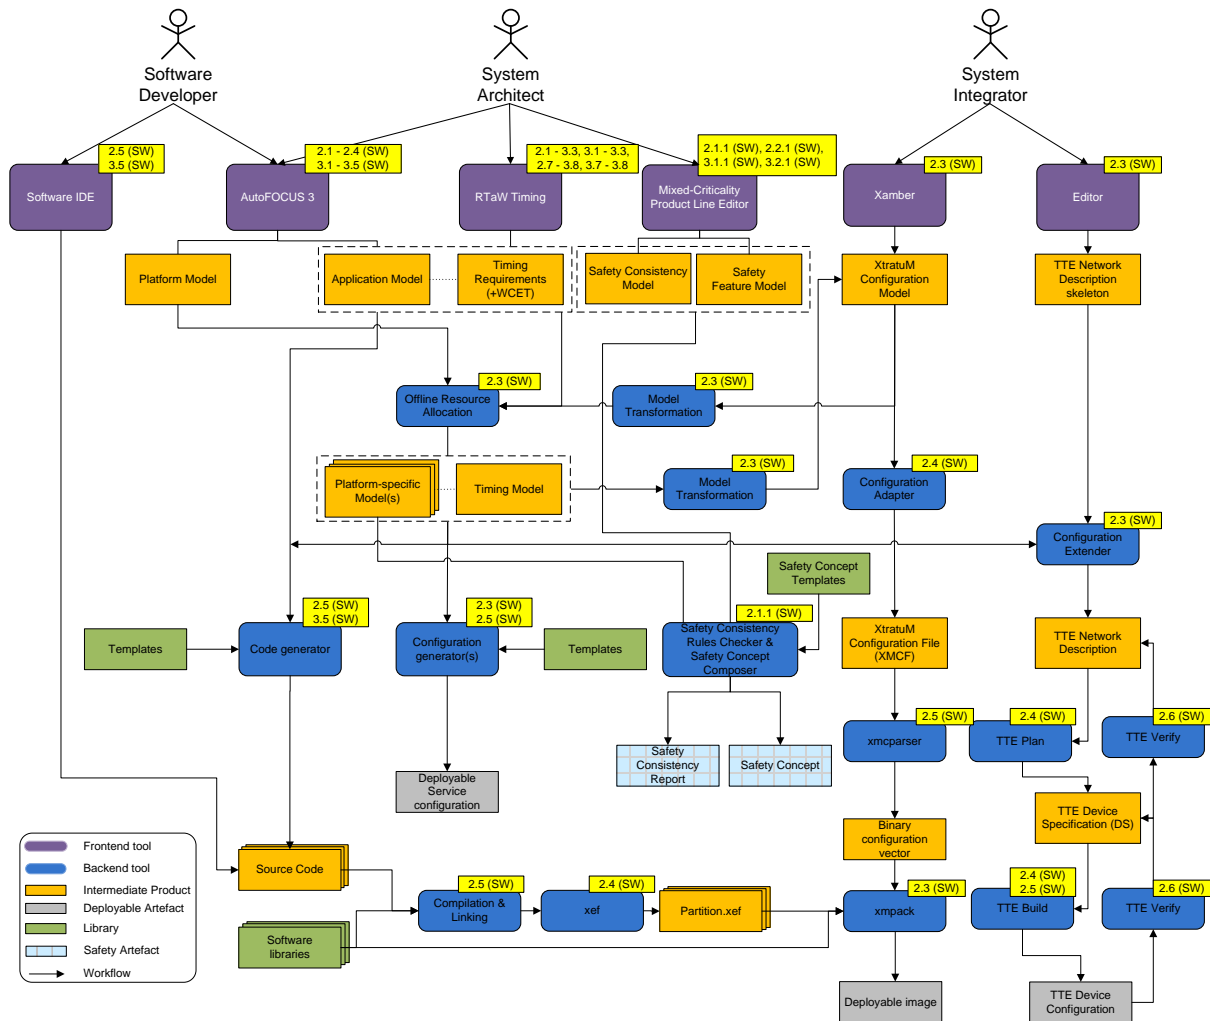 Software
Developer
System
Architect
System
Integrator
2.5 (SW)
3.5 (SW)
2.1 - 2.4 (SW)
3.1 - 3.5 (SW)
2.1 - 3.3, 3.1 - 3.3,
2.7 - 3.8, 3.7 - 3.8
2.1.1 (SW), 2.2.1 (SW),
3.1.1 (SW), 3.2.1 (SW)
2.3 (SW)
2.3 (SW)
Software IDE
AutoFOCUS 3
RTaW Timing
Mixed-Criticality
Product Line Editor
Xamber
Editor
Platform Model
Application Model
Timing
Requirements
(+WCET)
Safety Consistency
Model
Safety
Feature Model
XtratuM
Configuration
Model
TTE Network
Description
skeleton
2.3 (SW)
Offline Resource
Allocation
2.3 (SW)
Model
Transformation
Platform-specific
Model(s)
Timing Model
2.3 (SW)
Model
Transformation
2.4 (SW)
Configuration
Adapter
2.3 (SW)
Configuration
Extender
Safety Concept
Templates
2.5 (SW)
3.5 (SW)
2.3 (SW)
2.5 (SW)
2.1.1 (SW)
Templates
Code generator
Configuration
generator(s)
Templates
Safety Consistency
Rules Checker &
Safety Concept
Composer
XtratuM
Configuration File
(XMCF)
TTE Network
Description
2.5 (SW)
2.4 (SW)
2.6 (SW)
xmcparser
TTE Plan
TTE Verify
Safety
Consistency
Report
Safety Concept
Deployable
Service
configuration
TTE Device
Specification (DS)
Binary
configuration
vector
Frontend tool
Backend tool
Intermediate Product
Deployable Artefact
Library
Safety Artefact
Workflow
Source Code
2.5 (SW)
Compilation &
Linking
2.4 (SW)
xef
Partition.xef
2.3 (SW)
xmpack
2.4 (SW)
2.5 (SW)
TTE Build
2.6 (SW)
TTE Verify
Software
libraries
Deployable image
TTE Device
Configuration